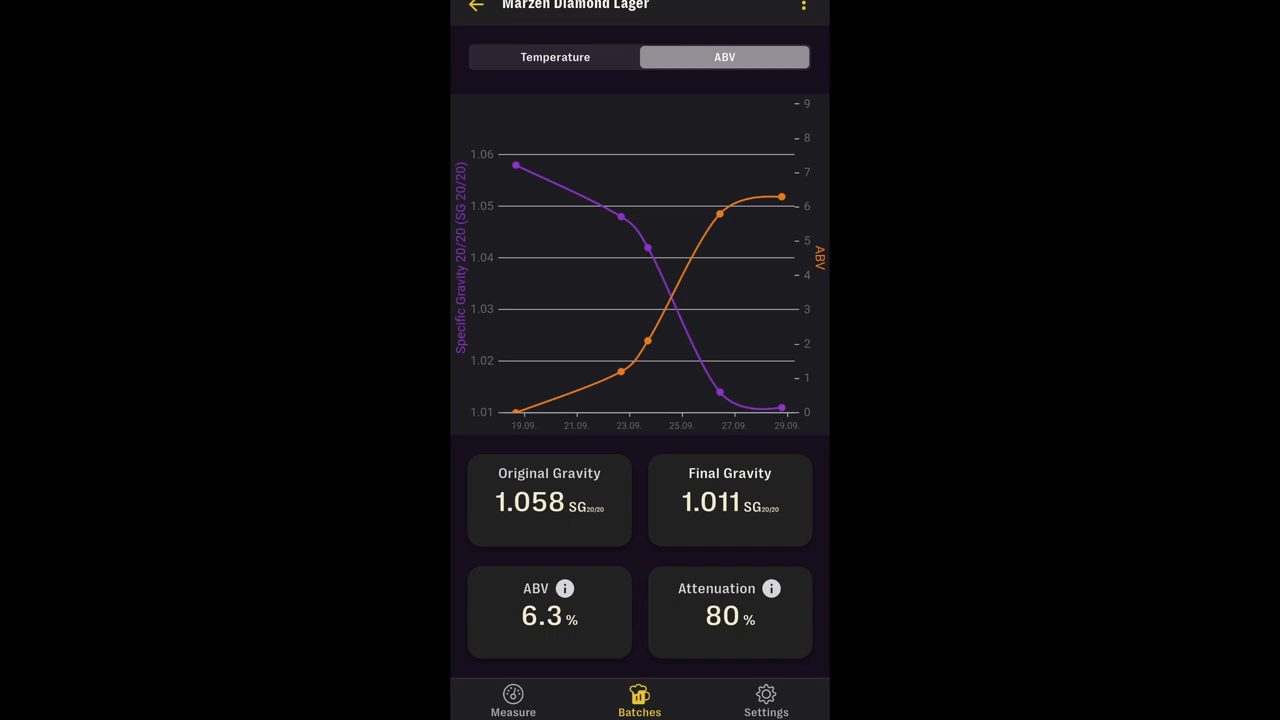 Marzen Diamond Lager
Temperature
ABV
9
8
1.06
7
1.05
6
5
1.04
4
1.03
3
2
1.02
1
1.01
0
Specific Gravity 20/20 (SG 20/20)
ABV
19.09. 21.09. 23.09. 25.09. 27.09. 29.09.
Original Gravity
1.058 SG20/20
Final Gravity
1.011 SG20/20
ABV i
6.3 %
Attenuation i
80 %
Measure
Batches
Settings